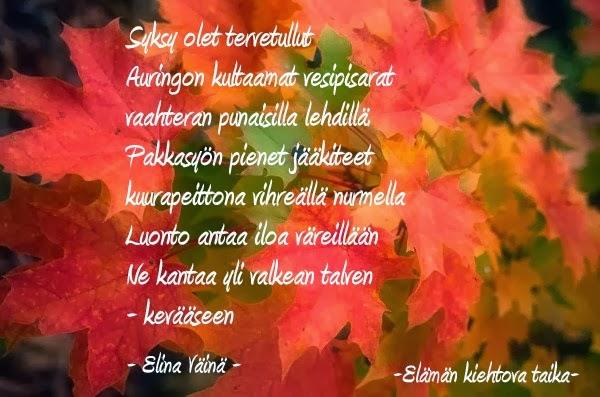 Syksy olet tervetullut
Auringon kultaamat vesipisarat
vaahteran punaisilla lehdillä
Pakkasyön pienet jääkiteet
kuurapeittona vihreällä nurmella
Luonto antaa iloa väreillään
Ne kantaa yli valkean talven
- kevääseen
- Elina Väinä -
-Elämän kiehtova taika-